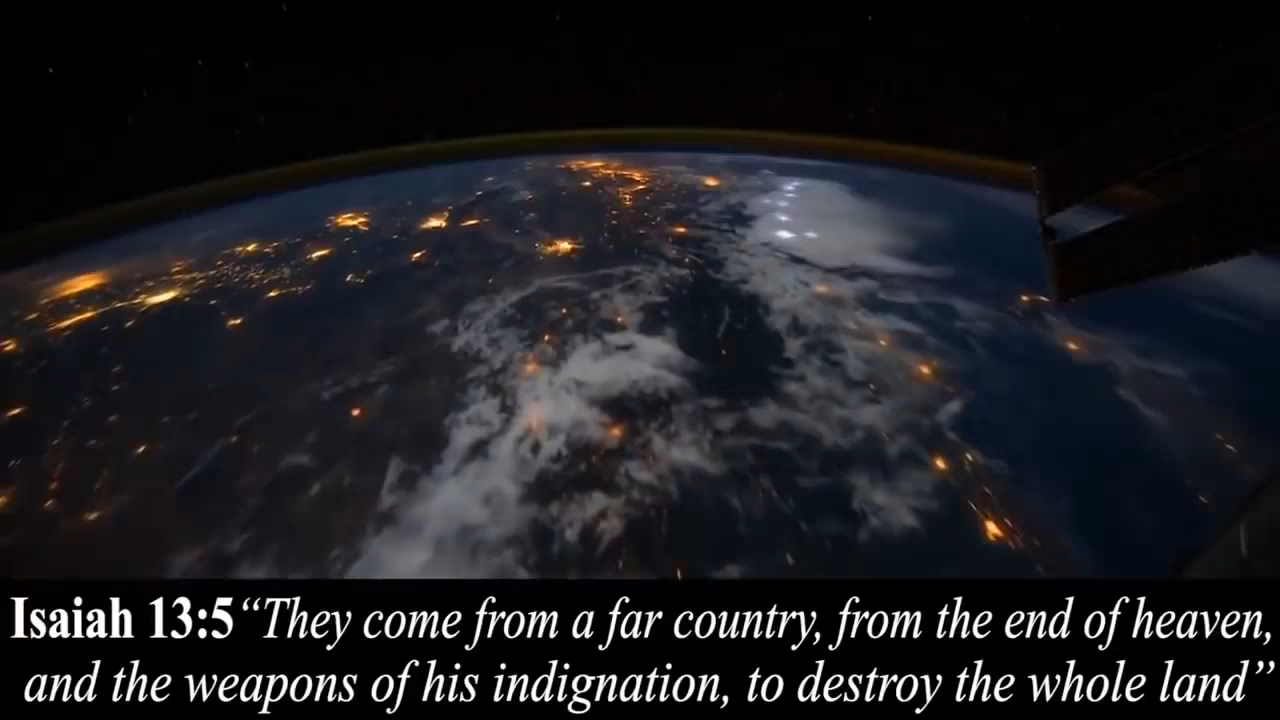 Isaiah 13:5 “They come from a far country, from the end of heaven,
and the weapons of his indignation, to destroy the whole land”